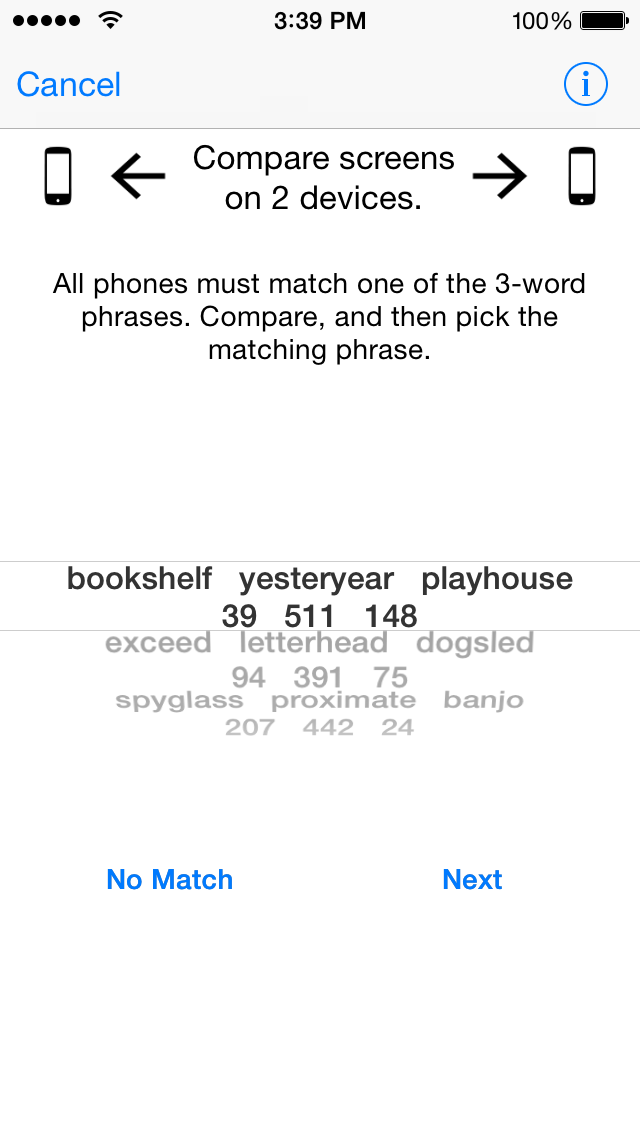 3:39 PM 100%
Cancel
Compare screens
on 2 devices.
All phones must match one of the 3-word
phrases. Compare, and then pick the
matching phrase.
bookshelf yesteryear playhouse
39 511 148
exceed letterhead dogsled
94 391 75
spyglass proximate banjo
207 442 24
No Match Next